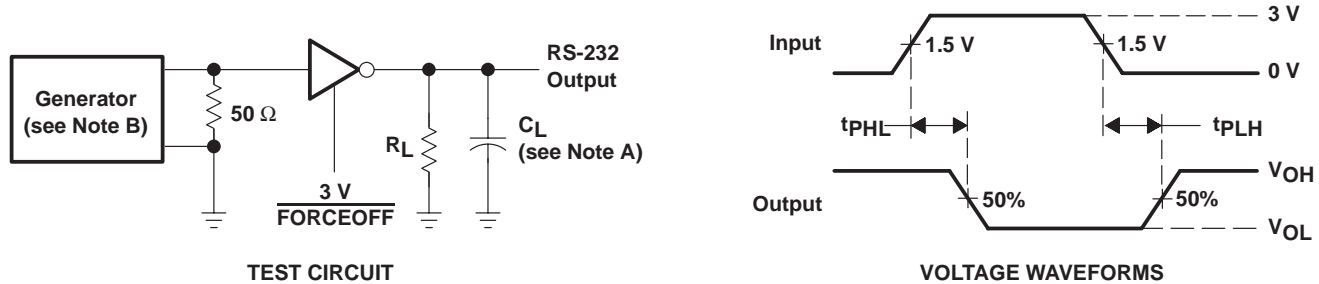 Generator
(see Note B)
50 Ω
3 V
FORCEOFF
RL
CL
(see Note A)
RS-232
Output
TEST CIRCUIT
Input
1.5 V
1.5 V
3 V
0 V
tPHL
tPLH
Output
50%
50%
VOH
VOL
VOLTAGE WAVEFORMS